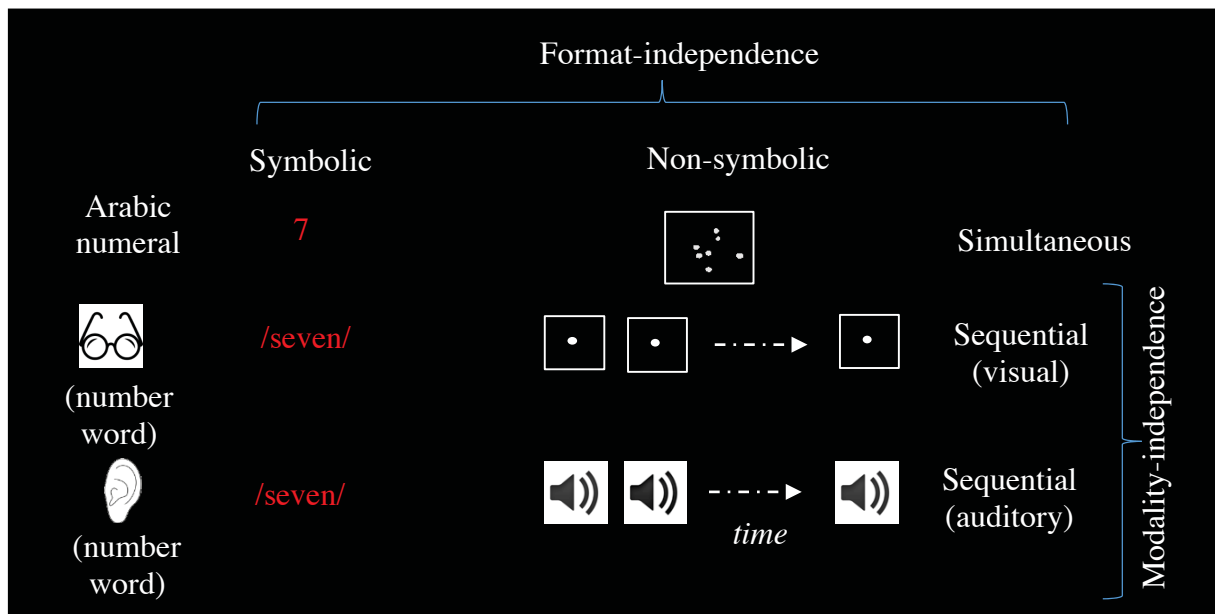 Format-independence
Symbolic
Non-symbolic
Arabic
numeral
7
Simultaneous
/seven/
Sequential
(visual)
(number
word)
/seven/
Sequential
(auditory)
time
(number
word)
Modality-independence